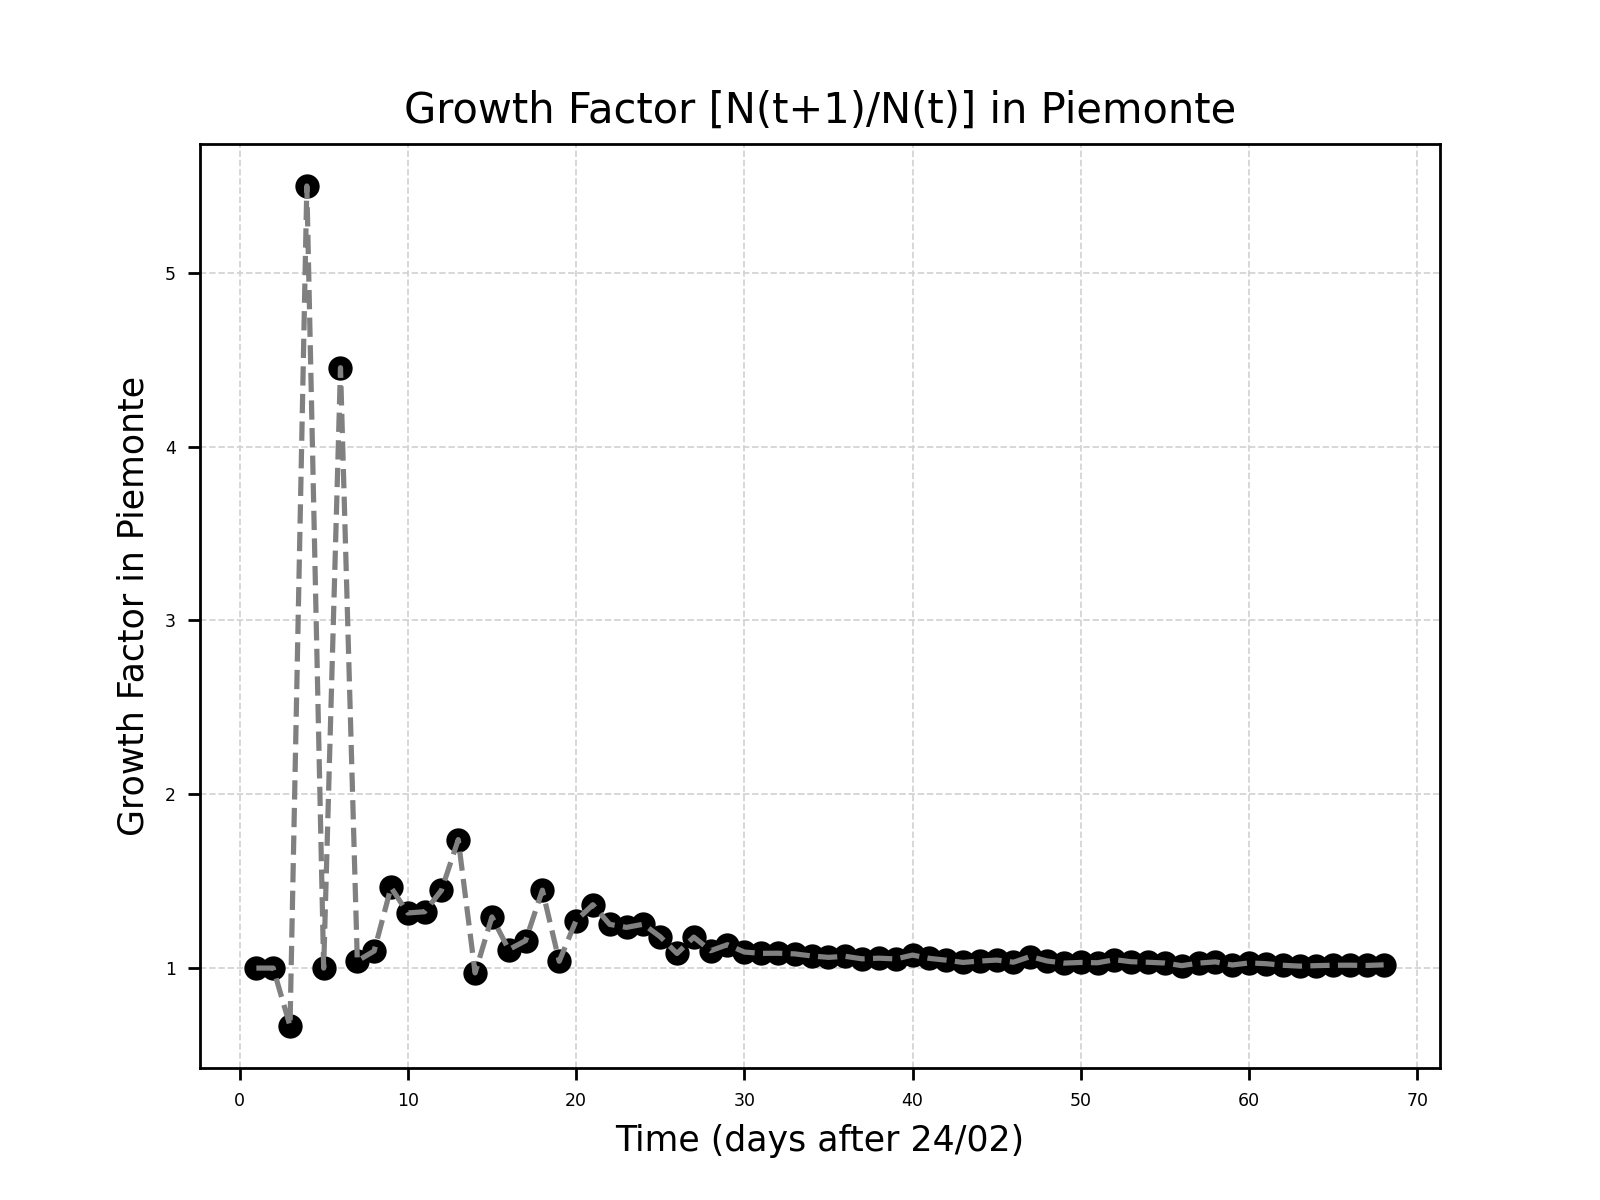 Growth Factor [N(t+1)/N(t)] in Piemonte
Growth Factor in Piemonte
5
4
3
2
1
0 10 20 30 40 50 60 70
Time (days after 24/02)